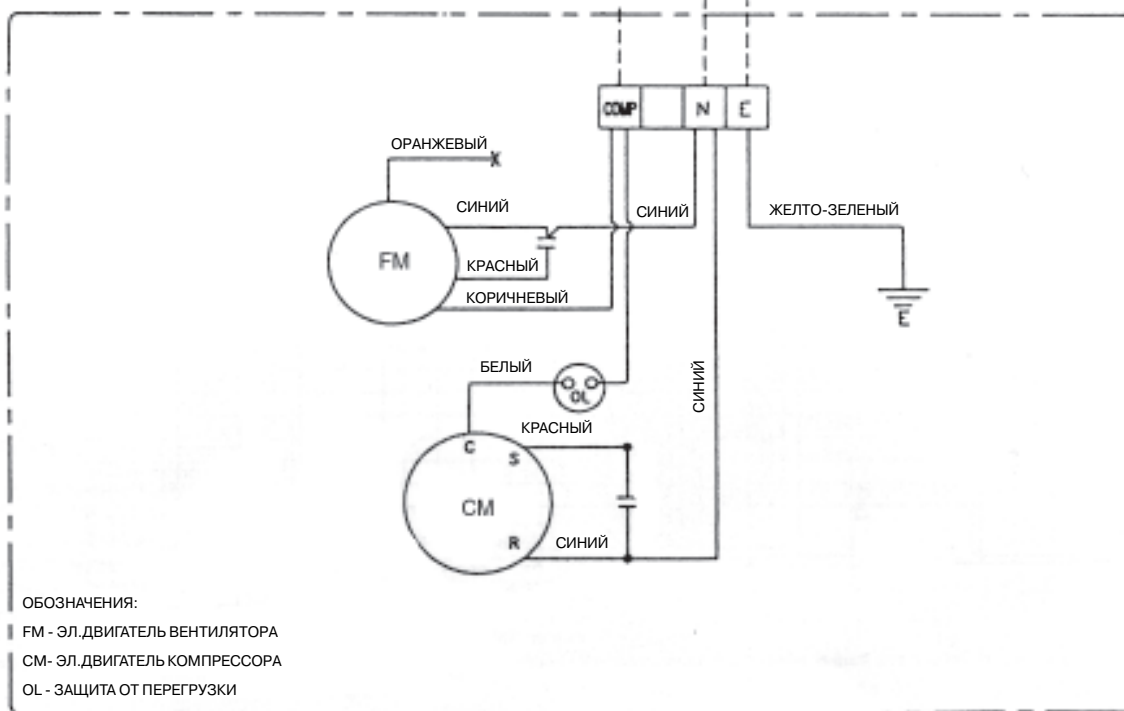 COMP N E
ОРАНЖЕВЫЙ
СИНИЙ
СИНИЙ
ЖЕЛТО-ЗЕЛЕНЫЙ
FM
КРАСНЫЙ
КОРИЧНЕВЫЙ
E
БЕЛЫЙ
OL
СИНИЙ
КРАСНЫЙ
C
S
CM
R
СИНИЙ
ОБОЗНАЧЕНИЯ:
FM - ЭЛ.ДВИГАТЕЛЬ ВЕНТИЛЯТОРА
CM- ЭЛ.ДВИГАТЕЛЬ КОМПРЕССОРА
OL - ЗАЩИТА ОТ ПЕРЕГРУЗКИ